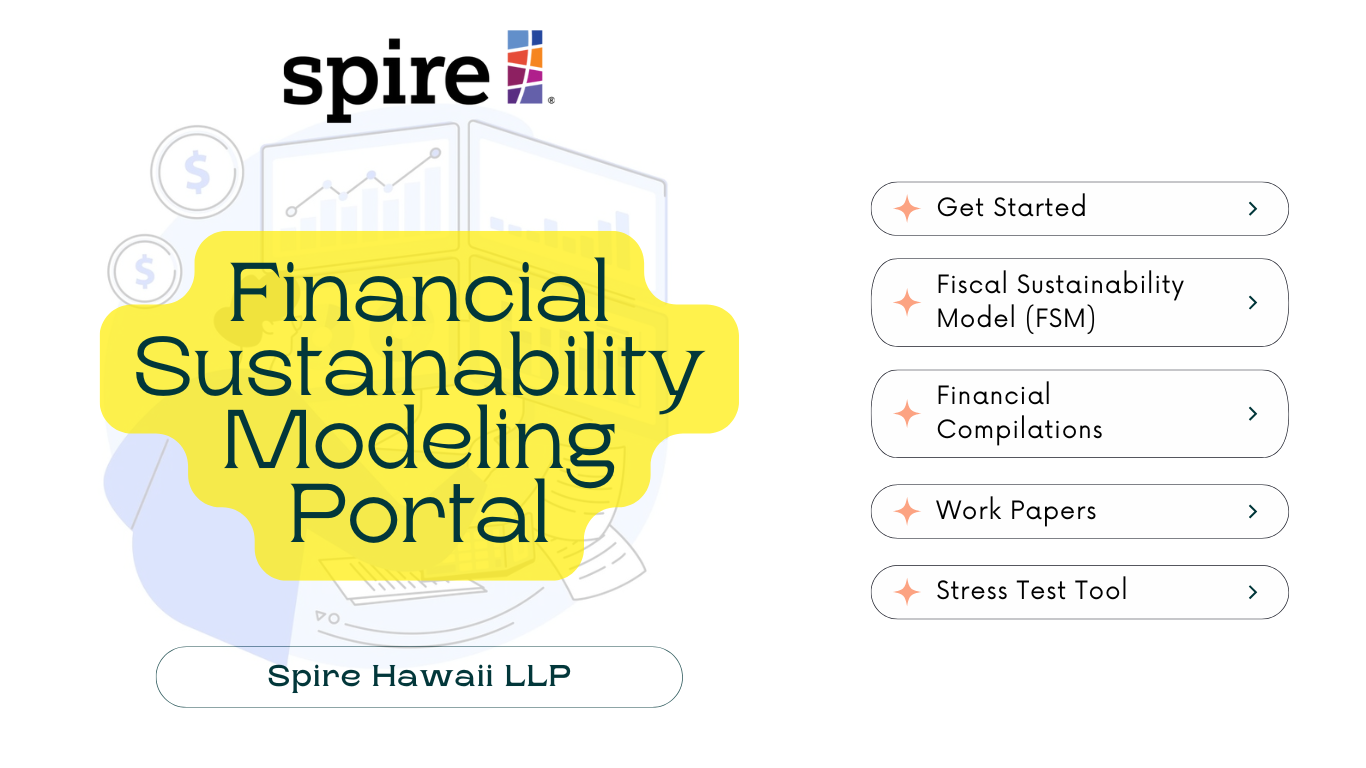 spire ®
$
$
Financial
Sustainability
Modeling
Portal
Spire Hawaii LLP
Get Started
Fiscal Sustainability
Model (FSM)
Financial
Compilations
Work Papers
Stress Test Tool